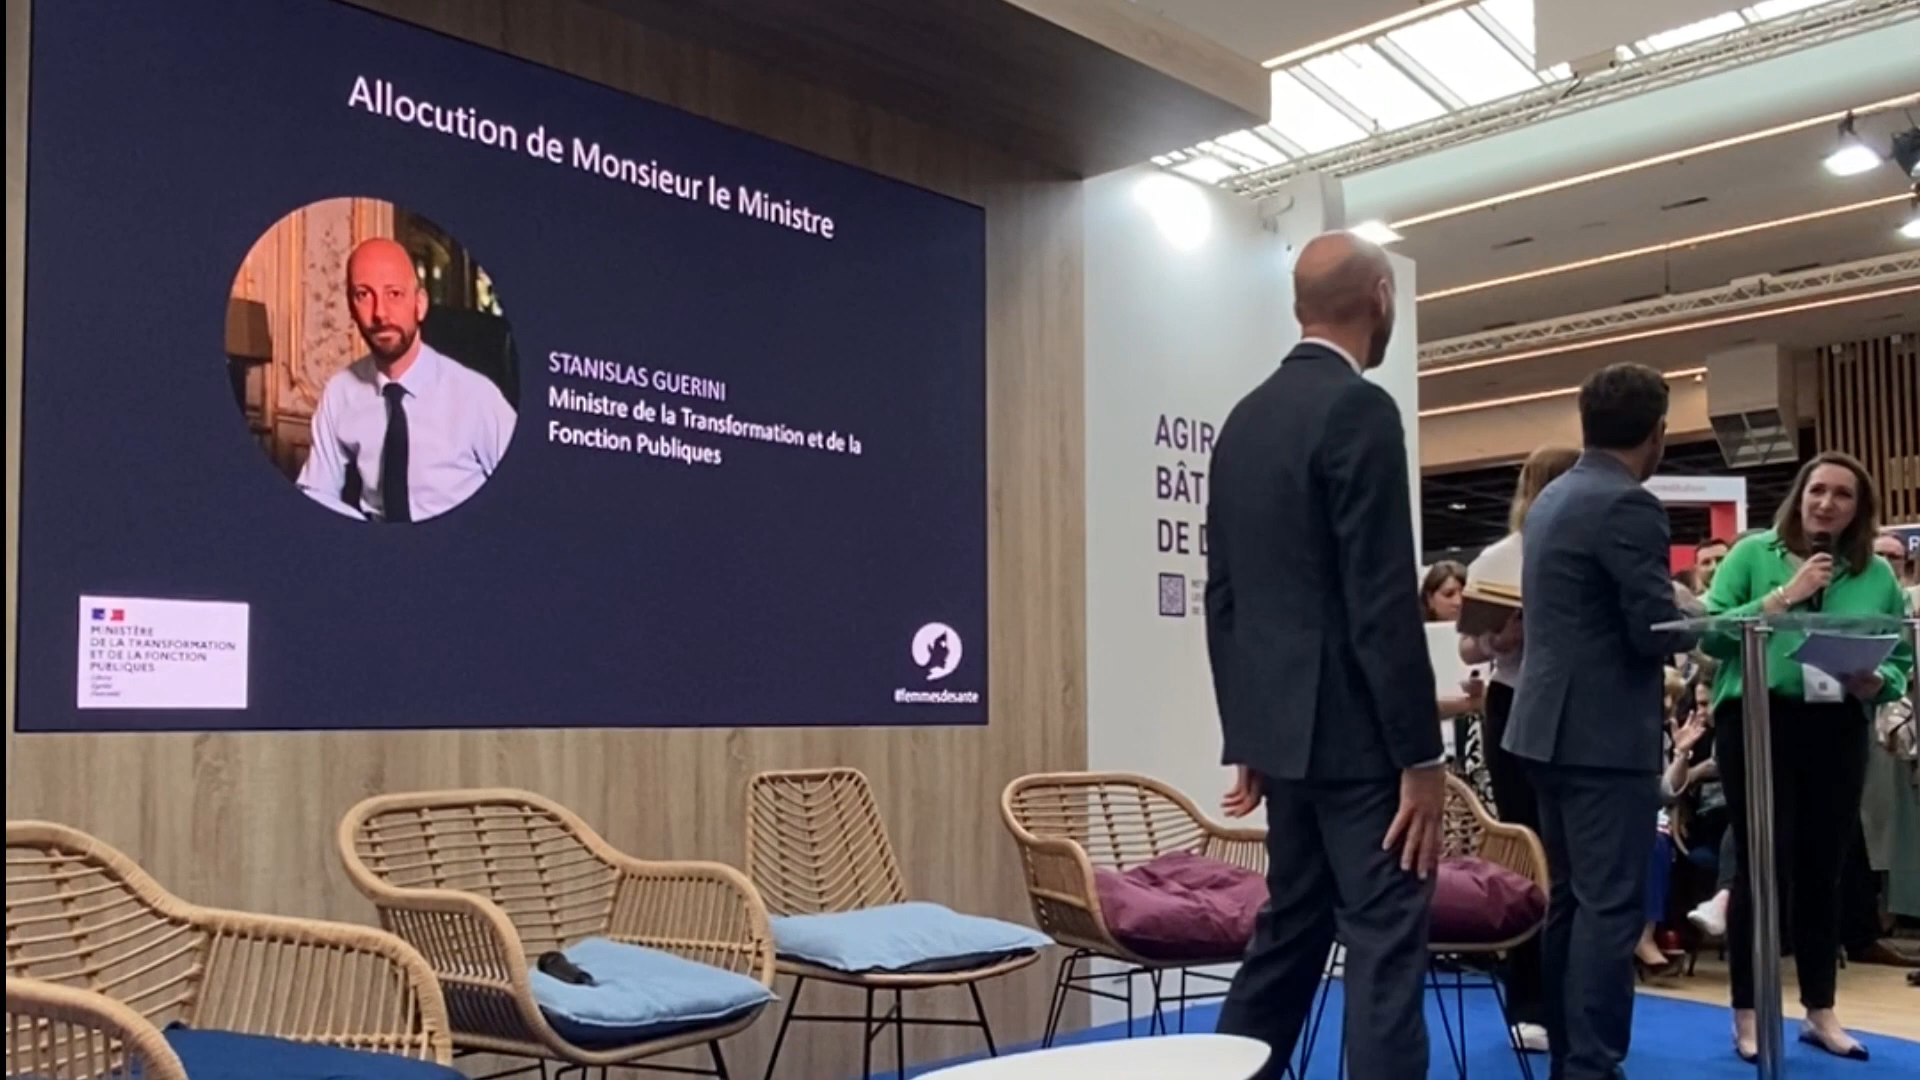 Allocution de Monsieur le Ministre
STANISLAS GUERINI
Ministre de la Transformation et de la
Fonction Publiques
MINISTÈRE
DE LA TRANSFORMATION
ET DE LA FONCTION
PUBLIQUES
#femmesdesante
AGIR
BÂT
DE